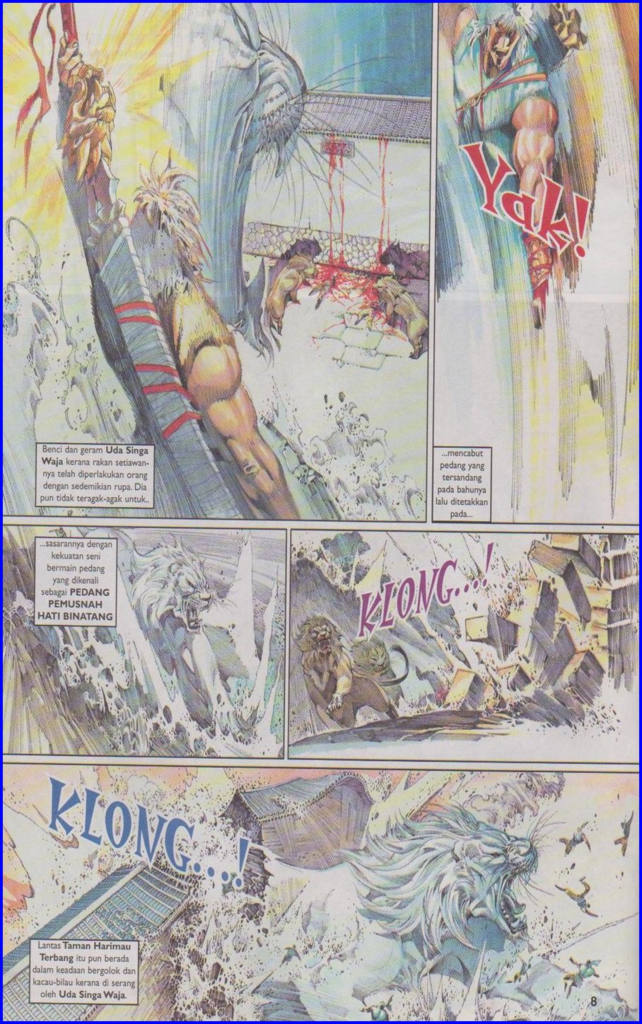 Yak!
Benci dan geram Uda Singa
Waja kerana rakan setiawan-
nya telah diperlakukan orang
dengan sedemikian rupa. Dia
pun tidak teragak-agak untuk..
...mencabut
pedang yang
tersandang
pada bahunya
lalu ditetakkan
pada...
...sasarannya dengan
kekuatan seni
bermain pedang
yang dikenali
sebagai PEDANG
PEMUSNAH
HATI BINATANG
KLONG...!
KLONG....!
Lantas Taman Harimau
Terbang itu pun berada
dalam keadaan bergolok dan
kacau-bilau kerana di serang
oleh Uda Singa Waja.
8